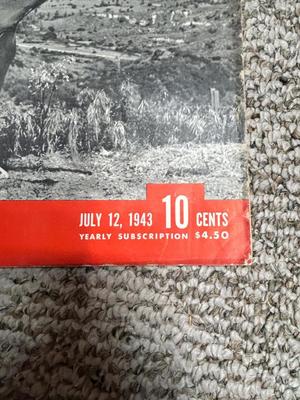 JULY 12, 1943 10 CENTS
YEARLY SUBSCRIPTION $4.50